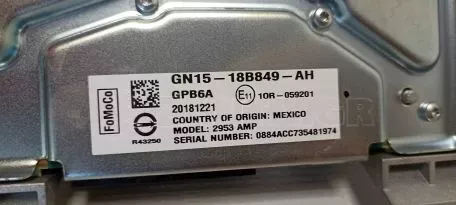 GN15-18B849-AH
GPB6A E11 10R-059201
20181221
COUNTRY OF ORIGIN: MEXICO
MODEL: 2953 AMP
SERIAL NUMBER: 0884ACC735481974
FoMoCo
R43250